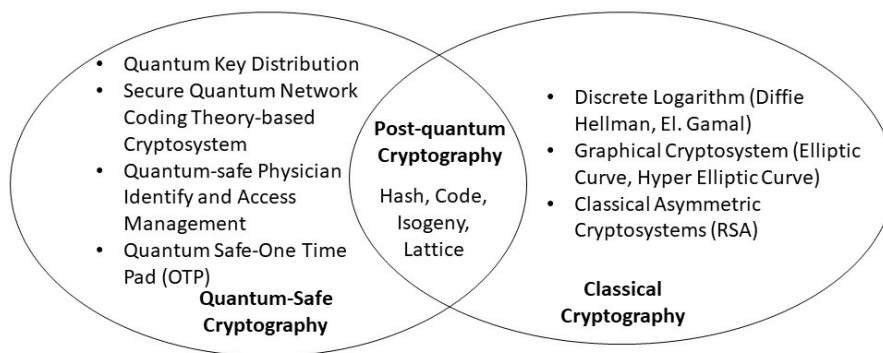 • Quantum Key Distribution
• Secure Quantum Network
Coding Theory-based
Cryptosystem
• Quantum-safe Physician
Identify and Access
Management
• Quantum Safe-One Time
Pad (OTP)
Quantum-Safe
Cryptography
Post-quantum
Cryptography
Hash, Code,
Isogeny,
Lattice
• Discrete Logarithm (Diffie
Hellman, El. Gamal)
• Graphical Cryptosystem (Elliptic
Curve, Hyper Elliptic Curve)
• Classical Asymmetric
Cryptosystems (RSA)
Classical
Cryptography